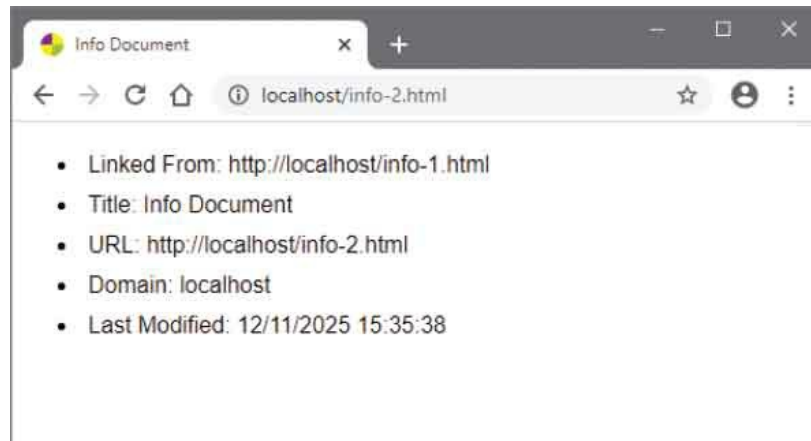 Info Document
localhost/info-2.html
Linked From: http://localhost/info-1.html
Title: Info Document
URL: http://localhost/info-2.html
Domain: localhost
Last Modified: 12/11/2025 15:35:38